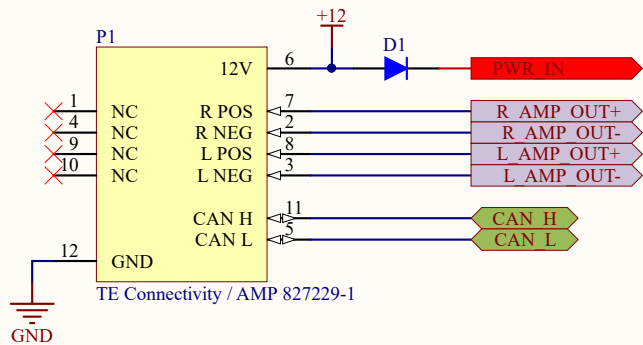 +12
P1
D1
12V 6 PWR_IN
1 NC R POS 7 R_AMP_OUT+
4 NC R NEG 2 R_AMP_OUT-
9 NC L POS 8 L_AMP_OUT+
10 NC L NEG 3 L_AMP_OUT-
CAN H 11 CAN_H
CAN L 5 CAN_L
12 GND
TE Connectivity / AMP 827229-1
GND